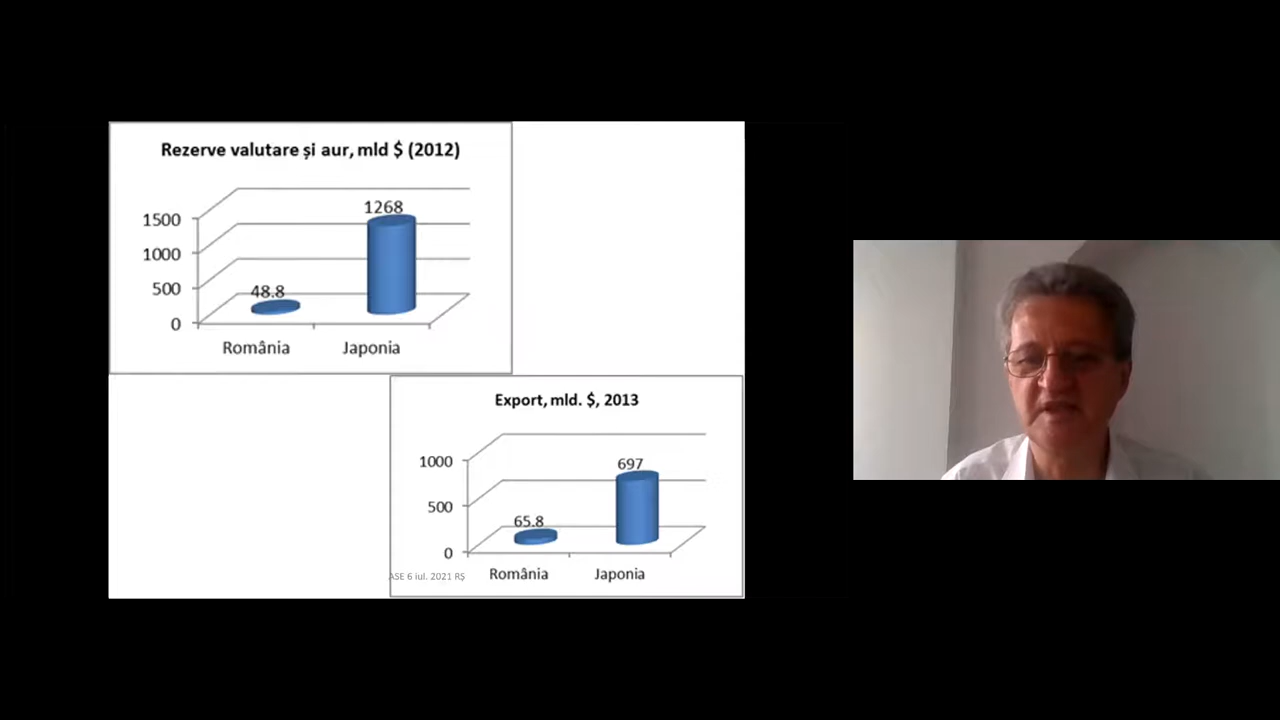 Rezerve valutare și aur, mld $ (2012)
1500
1000
500
0
48.8
1268
România
Japonia
Export, mld. $, 2013
1000
500
0
65.8
697
România
Japonia
ASE 6 iul. 2021 RȘ